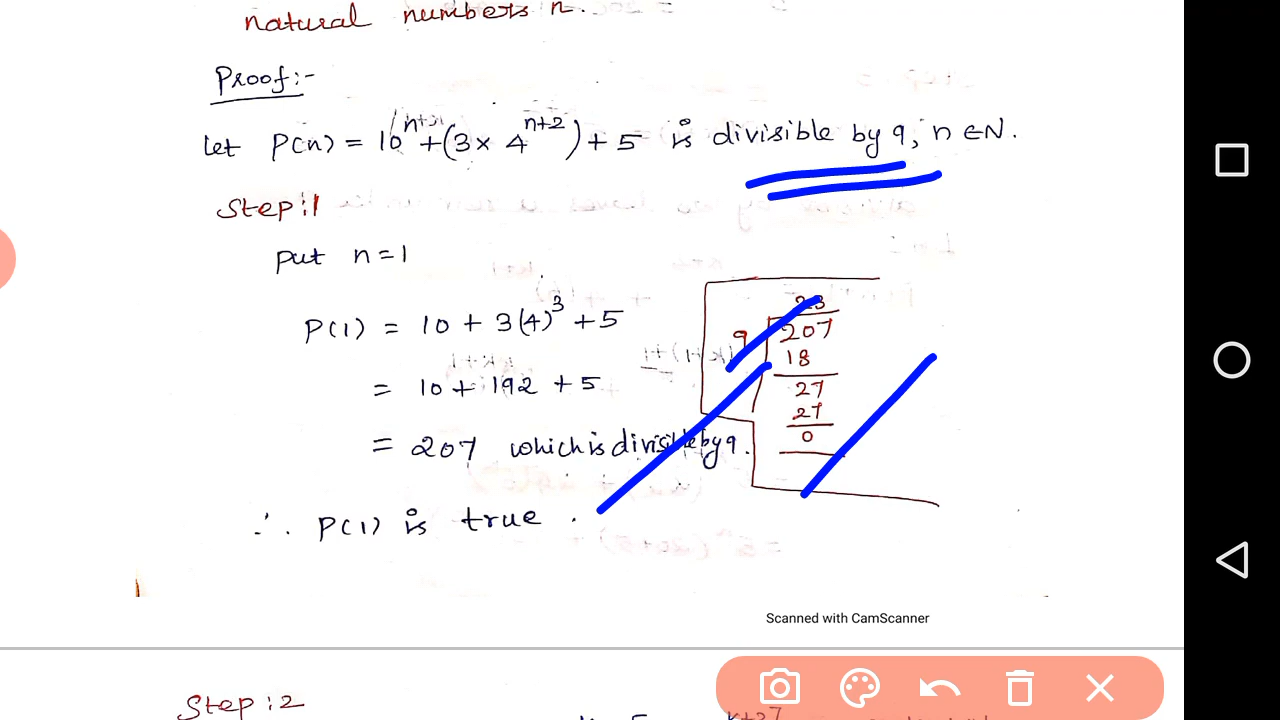 natural numbers n.
Proof:-
Let P(n) = 10^n + (3 × 4^(n+2)) + 5 is divisible by 9, n ∈ N.
Step:1
put n = 1
P(1) = 10 + 3(4)^3 + 5
= 10 + 192 + 5
= 207 which is divisible by 9.
∴ P(1) is true.
23
9 207
18
27
27
0
Scanned with CamScanner
Step:2